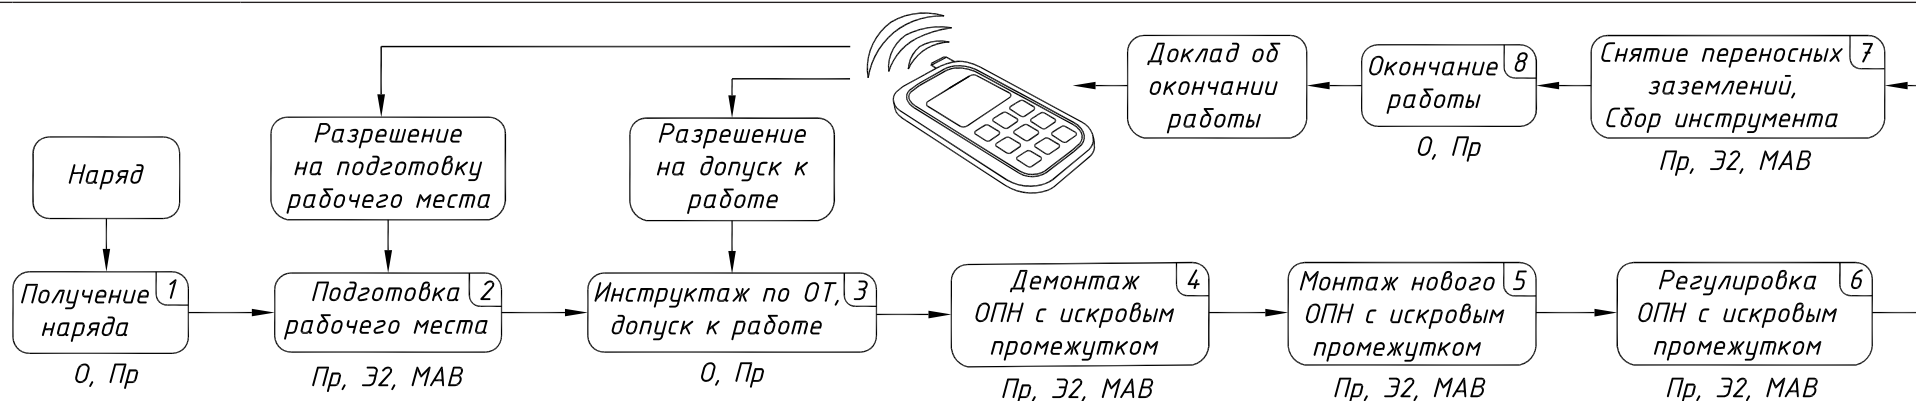 Наряд
Получение 1
наряда
О, Пр
Разрешение
на подготовку
рабочего места
Подготовка 2
рабочего места
Пр, Э2, МАВ
Разрешение
на допуск к
работе
Инструктаж по ОТ, 3
допуск к работе
О, Пр
Демонтаж 4
ОПН с искровым
промежутком
Пр, Э2, МАВ
Монтаж нового 5
ОПН с искровым
промежутком
Пр, Э2, МАВ
Регулировка 6
ОПН с искровым
промежутком
Пр, Э2, МАВ
Снятие переносных 7
заземлений,
Сбор инструмента
Пр, Э2, МАВ
Окончание 8
работы
О, Пр
Доклад об
окончании
работы